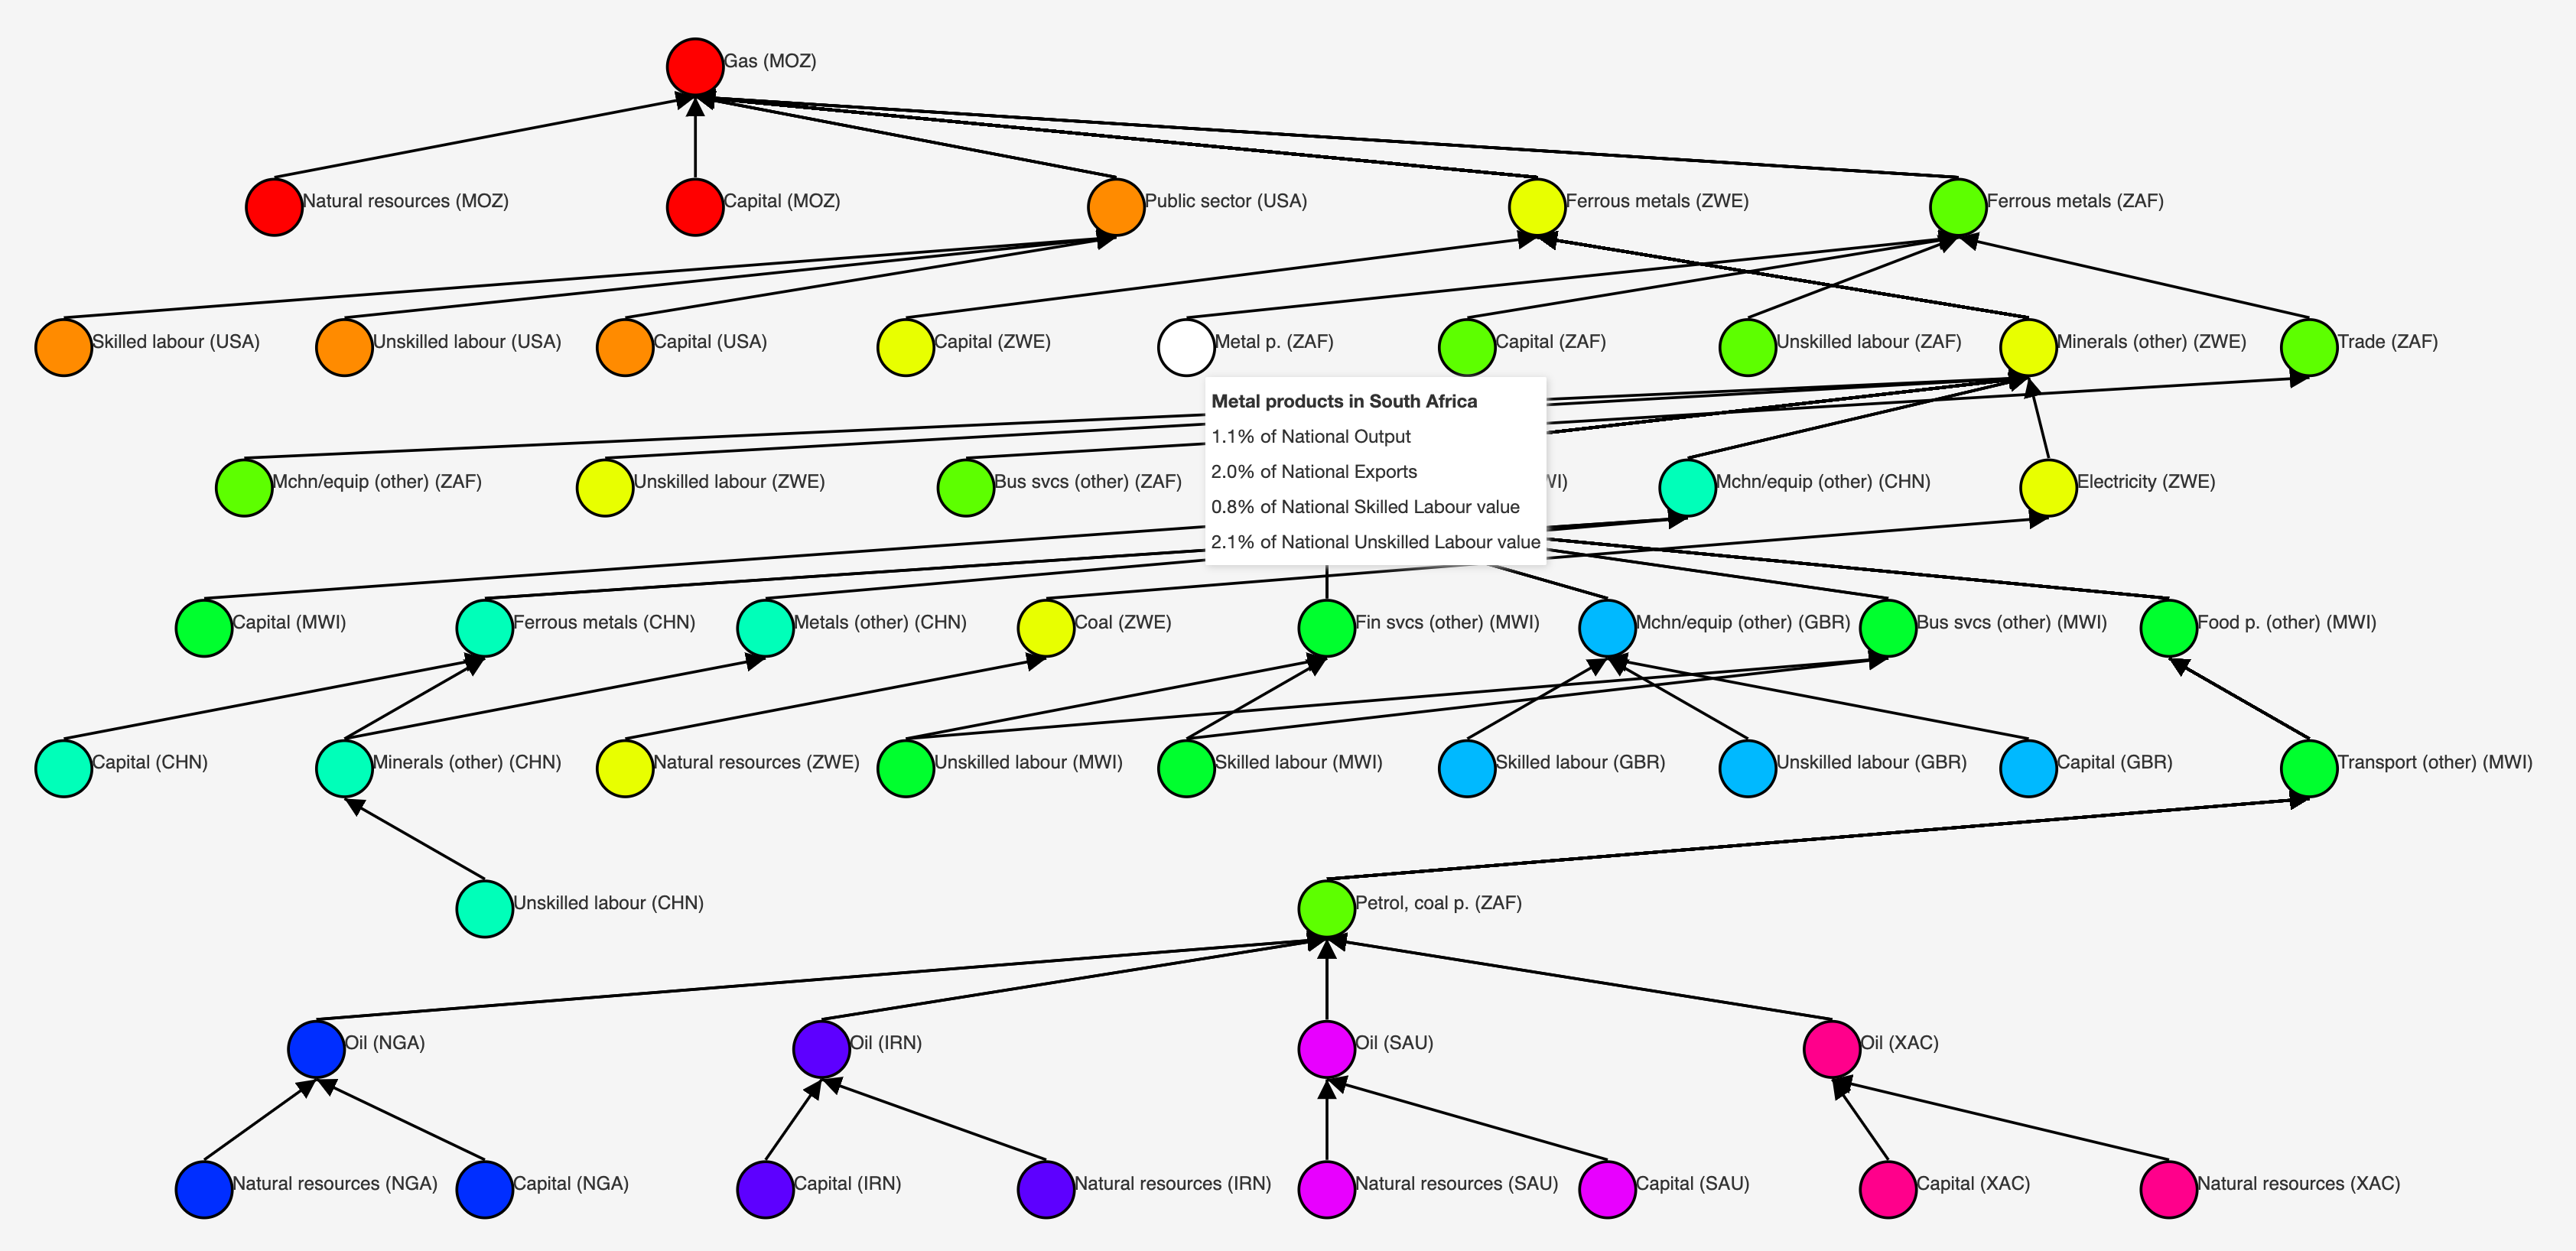 Gas (MOZ)
Natural resources (MOZ)
Capital (MOZ)
Public sector (USA)
Ferrous metals (ZWE)
Ferrous metals (ZAF)
Skilled labour (USA)
Unskilled labour (USA)
Capital (USA)
Capital (ZWE)
Metal p. (ZAF)
Capital (ZAF)
Unskilled labour (ZAF)
Minerals (other) (ZWE)
Trade (ZAF)
Metal products in South Africa
1.1% of National Output
2.0% of National Exports
0.8% of National Skilled Labour value
2.1% of National Unskilled Labour value
Mchn/equip (other) (ZAF)
Unskilled labour (ZWE)
Bus svcs (other) (ZAF)
Mchn/equip (other) (CHN)
Electricity (ZWE)
Capital (MWI)
Ferrous metals (CHN)
Metals (other) (CHN)
Coal (ZWE)
Fin svcs (other) (MWI)
Mchn/equip (other) (GBR)
Bus svcs (other) (MWI)
Food p. (other) (MWI)
Capital (CHN)
Minerals (other) (CHN)
Natural resources (ZWE)
Unskilled labour (MWI)
Skilled labour (MWI)
Skilled labour (GBR)
Unskilled labour (GBR)
Capital (GBR)
Transport (other) (MWI)
Unskilled labour (CHN)
Petrol, coal p. (ZAF)
Oil (NGA)
Oil (IRN)
Oil (SAU)
Oil (XAC)
Natural resources (NGA)
Capital (NGA)
Capital (IRN)
Natural resources (IRN)
Natural resources (SAU)
Capital (SAU)
Capital (XAC)
Natural resources (XAC)